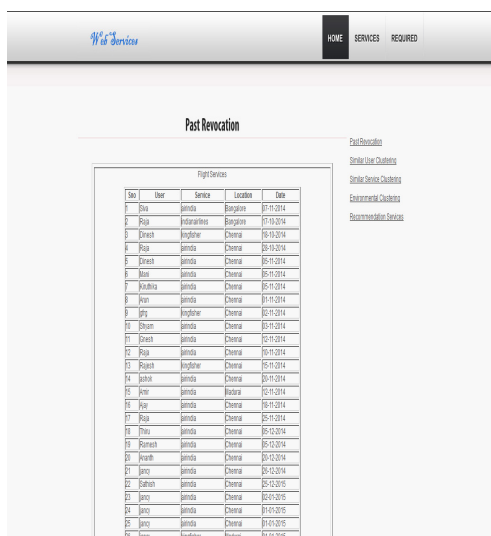 Web Services
HOME SERVICES REQUIRED
Past Revocation
Past Revocation
Similar User Clustering
Similar Service Clustering
Environmental Clustering
Recommendation Services
Flight Services
Sno User Service Location Date
1 Siva airindia Bangalore 07-11-2014
2 Raja indianairlines Bangalore 17-10-2014
3 Dinesh kingfisher Chennai 18-10-2014
4 Raja airindia Chennai 28-10-2014
5 Dinesh airindia Chennai 05-11-2014
6 Mani airindia Chennai 05-11-2014
7 Kiruthika airindia Chennai 05-11-2014
8 Arun airindia Chennai 01-11-2014
9 ghg kingfisher Chennai 02-11-2014
10 Shyam airindia Chennai 03-11-2014
11 Gnesh airindia Chennai 12-11-2014
12 Raja airindia Chennai 10-11-2014
13 Rajesh kingfisher Chennai 15-11-2014
14 ashok airindia Chennai 20-11-2014
15 Amir airindia Madurai 12-11-2014
16 Ajay airindia Chennai 18-11-2014
17 Raja airindia Chennai 25-11-2014
18 Thiru airindia Chennai 05-12-2014
19 Ramesh airindia Chennai 05-12-2014
20 Ananth airindia Chennai 20-12-2014
21 jancy airindia Chennai 26-12-2014
22 Sathish airindia Chennai 25-12-2015
23 jancy airindia Chennai 02-01-2015
24 jancy airindia Chennai 01-01-2015
25 jancy airindia Chennai 01-01-2015